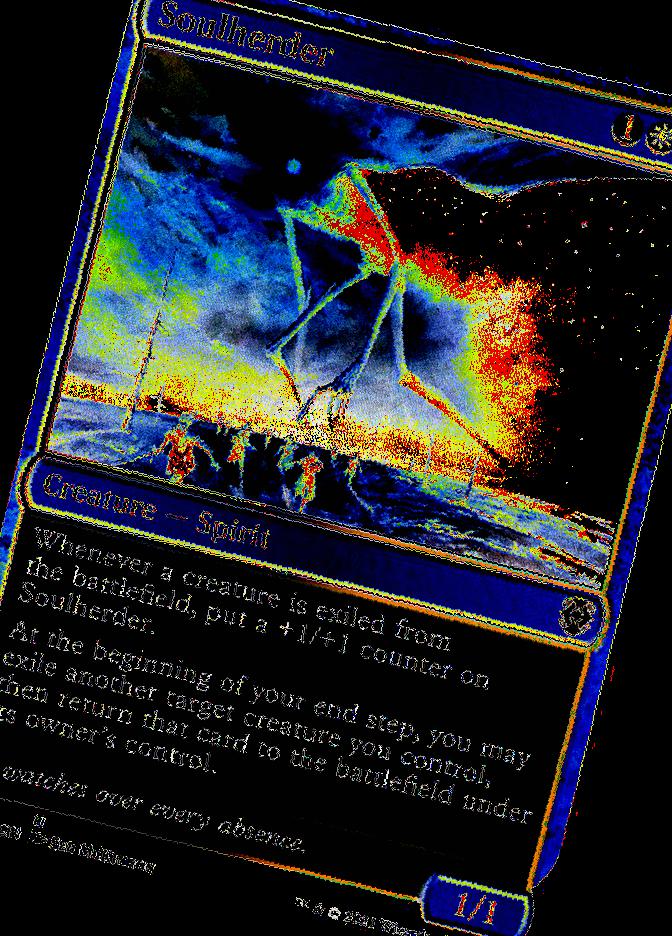 Soulherder
1
Creature — Spirit
Whenever a creature is exiled from
the battlefield, put a +1/+1 counter on
Soulherder.
At the beginning of your end step, you may
exile another target creature you control,
then return that card to the battlefield under
its owner's control.
watches over every absence.
1/1